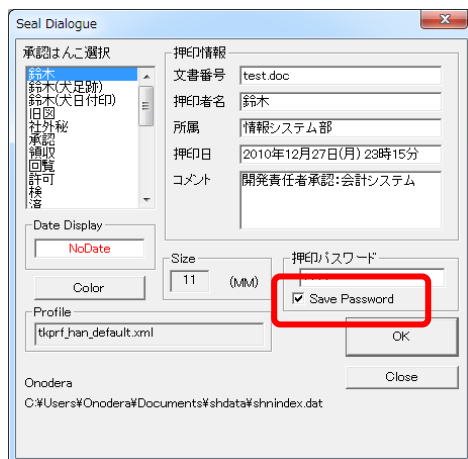 Seal Dialogue
承認はんこ選択
鈴木
鈴木(犬足跡)
鈴木(犬日付印)
旧図
社外秘
承認
領収
回覧
許可
検
済
Date Display
NoDate
Color
Profile
tkprf_han_default.xml
押印情報
文書番号 test.doc
押印者名 鈴木
所属 情報システム部
押印日 2010年12月27日(月) 23時15分
コメント 開発責任者承認:会計システム
Size
11 (MM)
押印パスワード
Save Password
OK
Close
Onodera
C:¥Users¥Onodera¥Documents¥shdata¥shnindex.dat